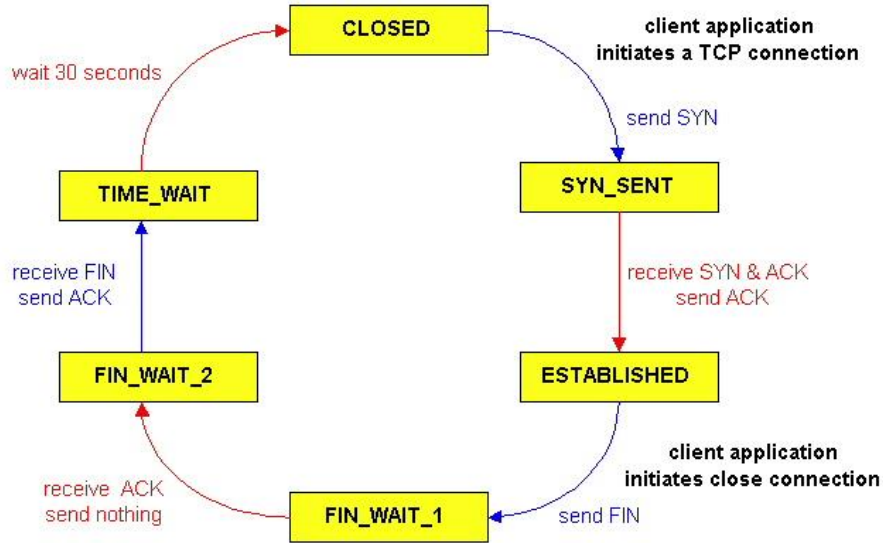 CLOSED
client application
initiates a TCP connection
wait 30 seconds
send SYN
TIME_WAIT
SYN_SENT
receive FIN
send ACK
receive SYN & ACK
send ACK
FIN_WAIT_2
ESTABLISHED
client application
initiates close connection
receive ACK
send nothing
FIN_WAIT_1
send FIN